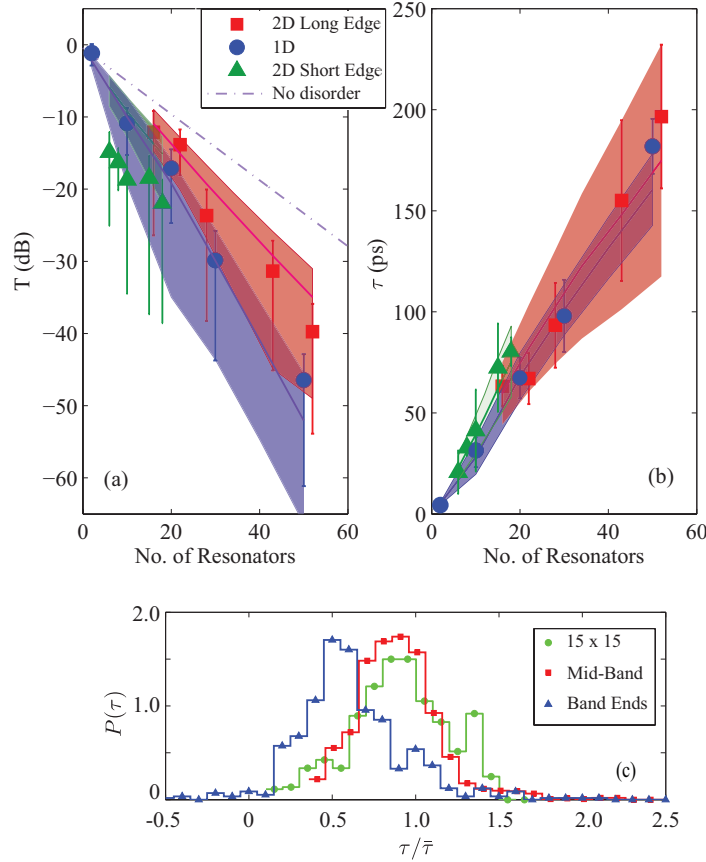 2D Long Edge
1D
2D Short Edge
No disorder
0
−10
−20
−30
−40
−50
−60
T (dB)
(a)
0 20 40 60
No. of Resonators
250
200
150
100
50
0
τ (ps)
(b)
0 20 40 60
No. of Resonators
2.0
1.0
0
P(τ)
15 x 15
Mid-Band
Band Ends
(c)
-0.5 0 0.5 1.0 1.5 2.0 2.5
τ/τ̄